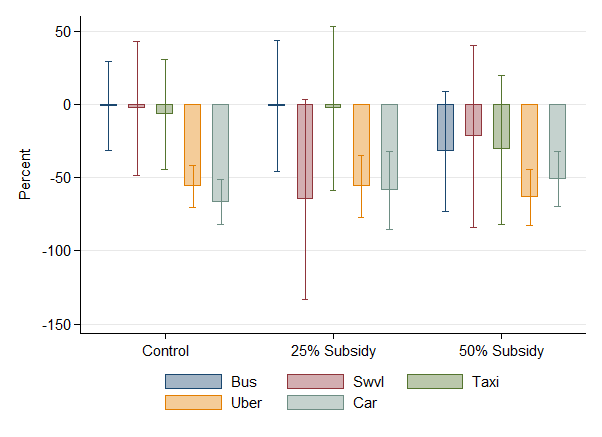 50
0
-50
-100
-150
Percent
Control 25% Subsidy 50% Subsidy
Bus Swvl Taxi
Uber Car